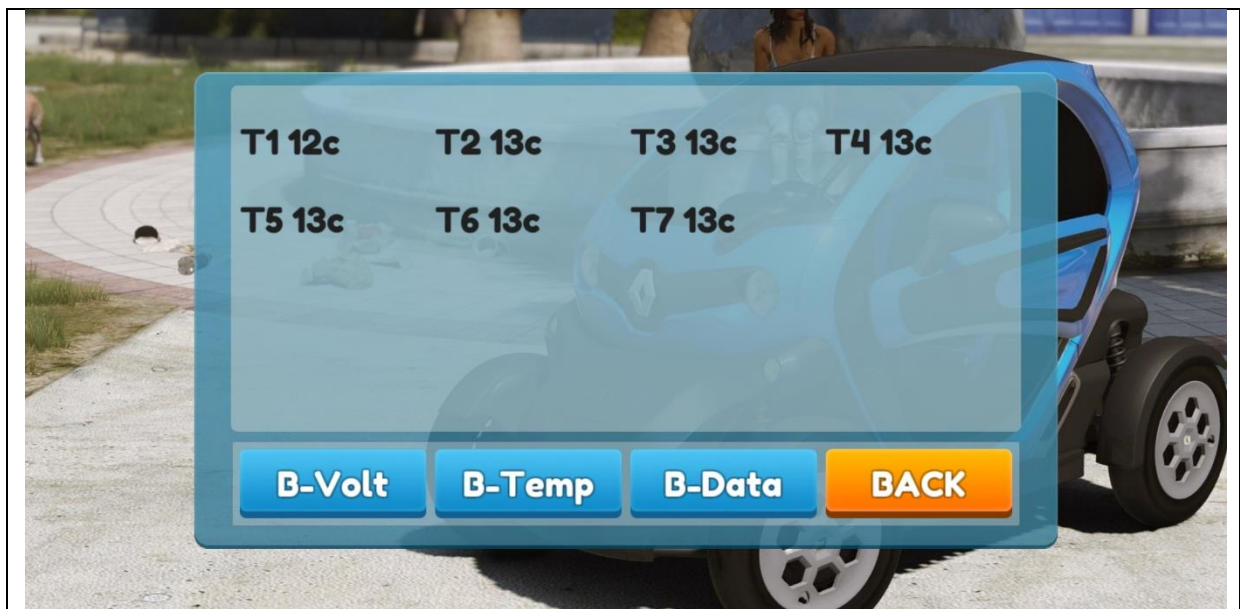 T1 12c T2 13c T3 13c T4 13c
T5 13c T6 13c T7 13c
B-Volt B-Temp B-Data BACK